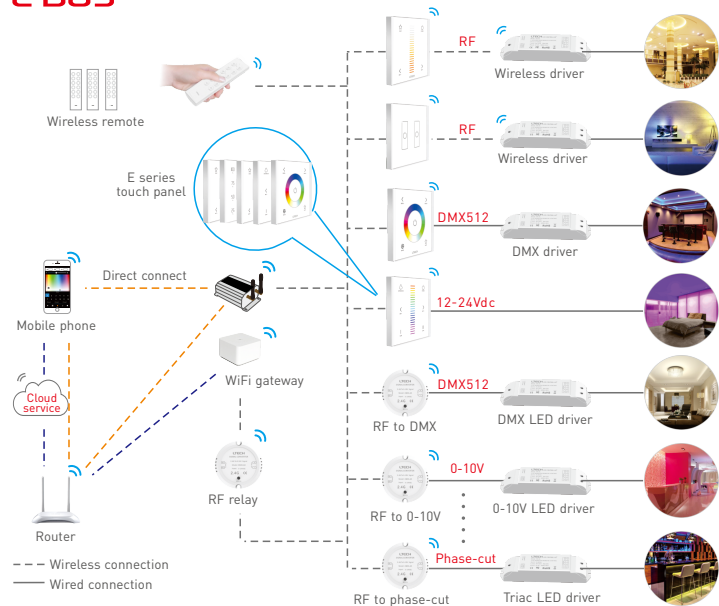 RF
Wireless driver
Wireless remote
RF
Wireless driver
E series
touch panel
DMX512
DMX driver
Direct connect
12-24Vdc
Mobile phone
WiFi gateway
Cloud
service
DMX512
RF to DMX
DMX LED driver
RF relay
0-10V
RF to 0-10V
0-10V LED driver
Router
Wireless connection
Wired connection
Phase-cut
RF to phase-cut
Triac LED driver